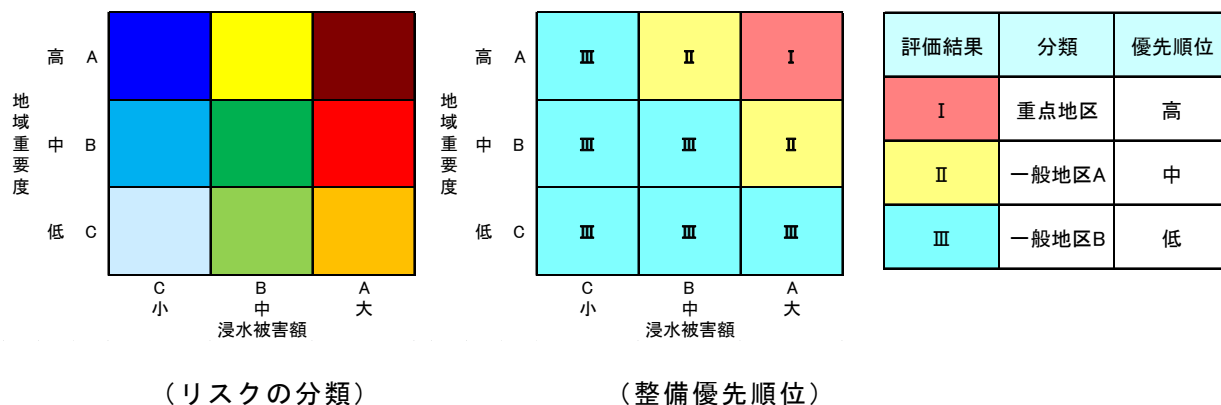 地域重要度
高 A
中 B
低 C
C B A
小 中 大
浸水被害額
(リスクの分類)
地域重要度
高 A Ⅲ Ⅱ Ⅰ
中 B Ⅲ Ⅲ Ⅱ
低 C Ⅲ Ⅲ Ⅲ
C B A
小 中 大
浸水被害額
(整備優先順位)
評価結果 分類 優先順位
Ⅰ 重点地区 高
Ⅱ 一般地区A 中
Ⅲ 一般地区B 低